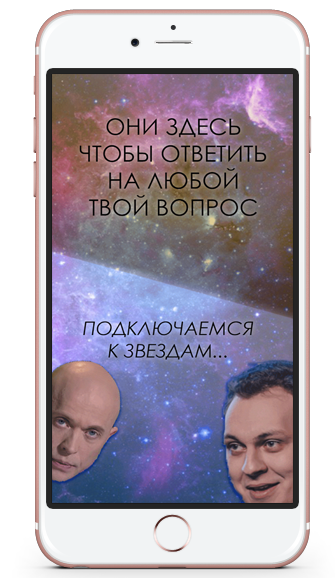 ОНИ ЗДЕСЬ
ЧТОБЫ ОТВЕТИТЬ
НА ЛЮБОЙ
ТВОЙ ВОПРОС
ПОДКЛЮЧАЕМСЯ
К ЗВЕЗДАМ...